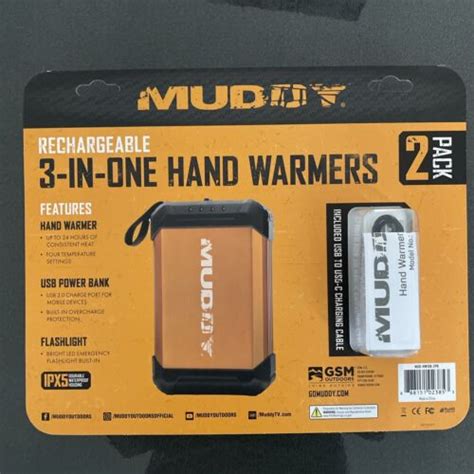 MUDDY
RECHARGEABLE
3-IN-ONE HAND WARMERS
2 PACK
FEATURES
HAND WARMER
• UP TO 24 HOURS OF
CONSISTENT HEAT
• FOUR TEMPERATURE
SETTINGS
USB POWER BANK
• USB 2.0 CHARGE PORT FOR
MOBILE DEVICES
• BUILT-IN OVERCHARGE
PROTECTION
FLASHLIGHT
• BRIGHT LED EMERGENCY
FLASHLIGHT BUILT-IN
IPX5
MUDDY
INCLUDED USB TO USB-C CHARGING CABLE
MUDDY
Hand Warmer
Model No.
GSM
OUTDOORS
GOMUDDY.COM
/MUDDYOUTDOORS
/MUDDYOUTDOORSOFFICIAL
/MUDDYOUTDOORS
MuddyTV.com